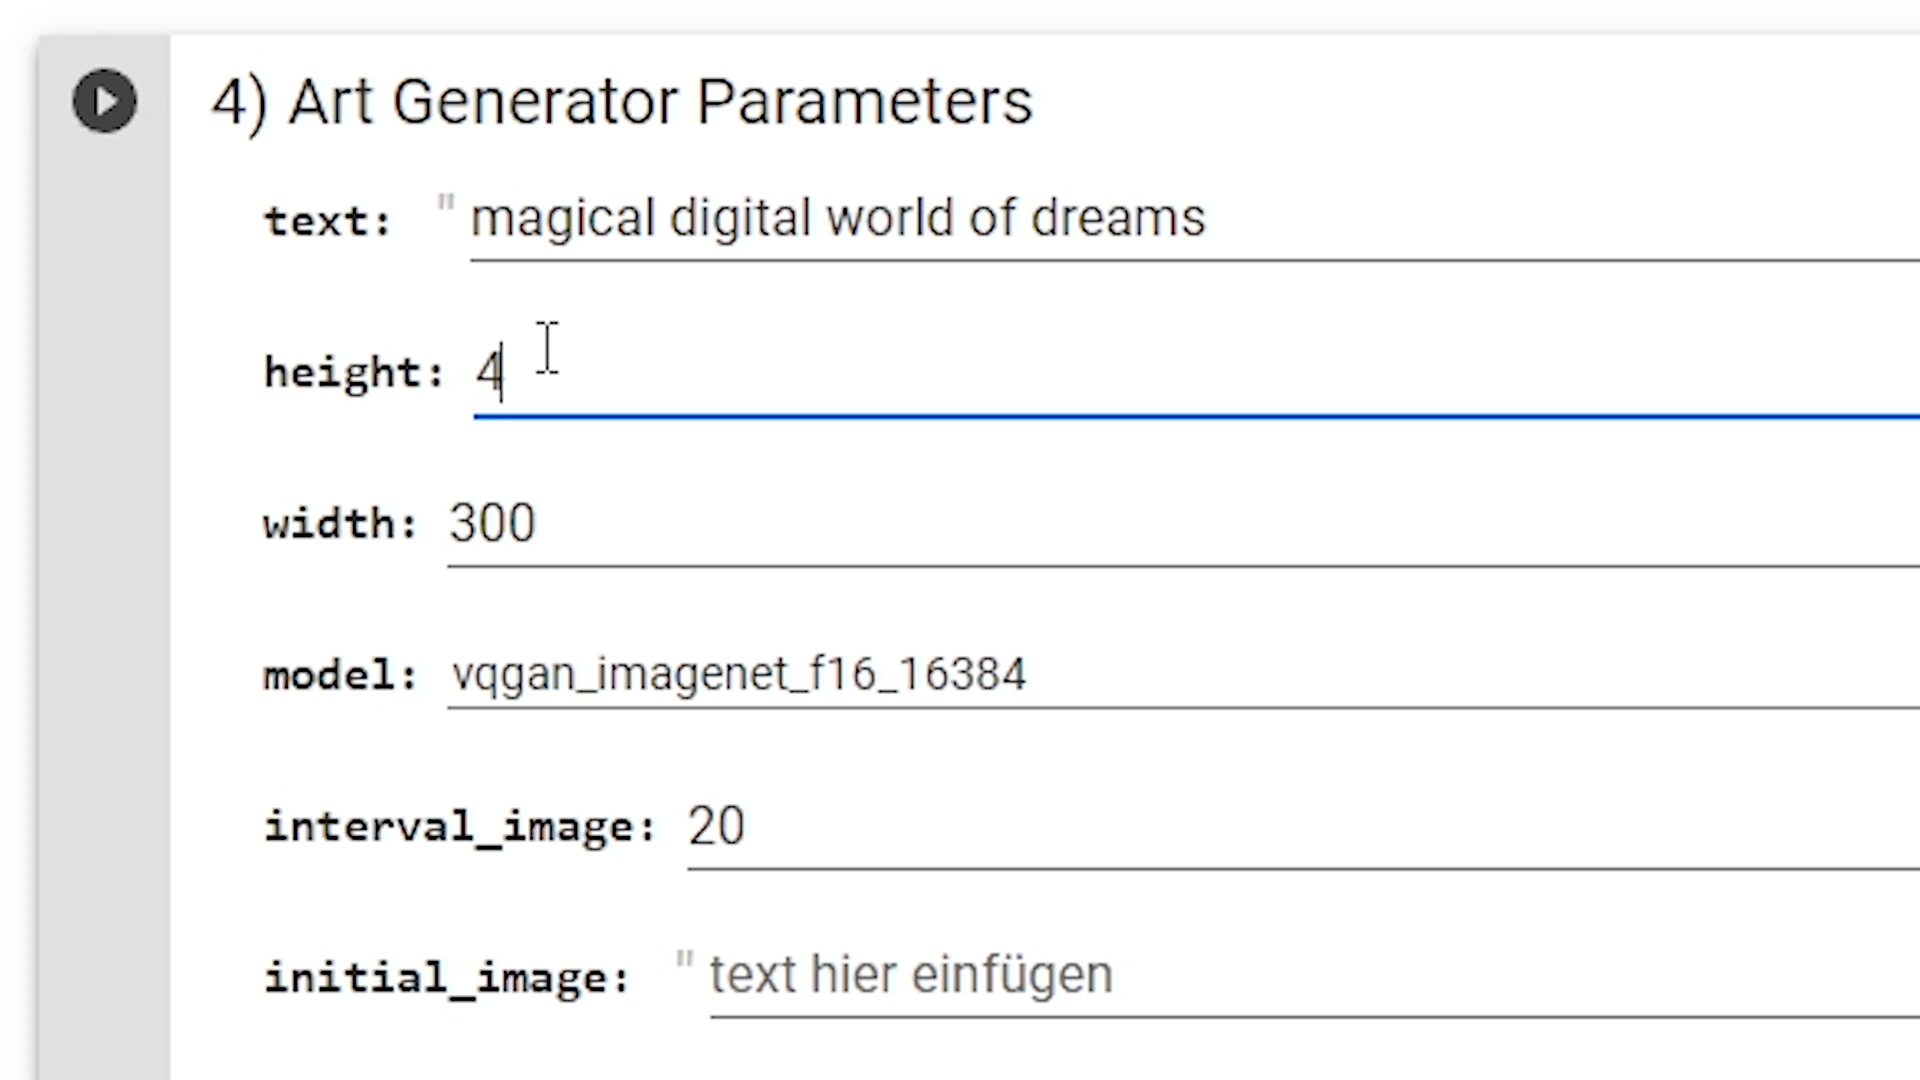 4) Art Generator Parameters
text: " magical digital world of dreams
height: 4
width: 300
model: vqgan_imagenet_f16_16384
interval_image: 20
initial_image: " text hier einfügen